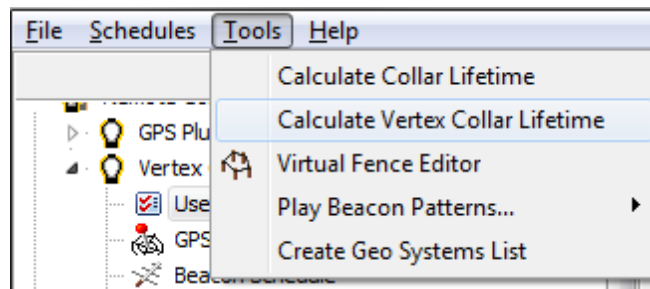 File Schedules Tools Help
Calculate Collar Lifetime
GPS Plu
Calculate Vertex Collar Lifetime
Vertex
Virtual Fence Editor
Use
Play Beacon Patterns...
GPS
Create Geo Systems List
Beacon Schedule